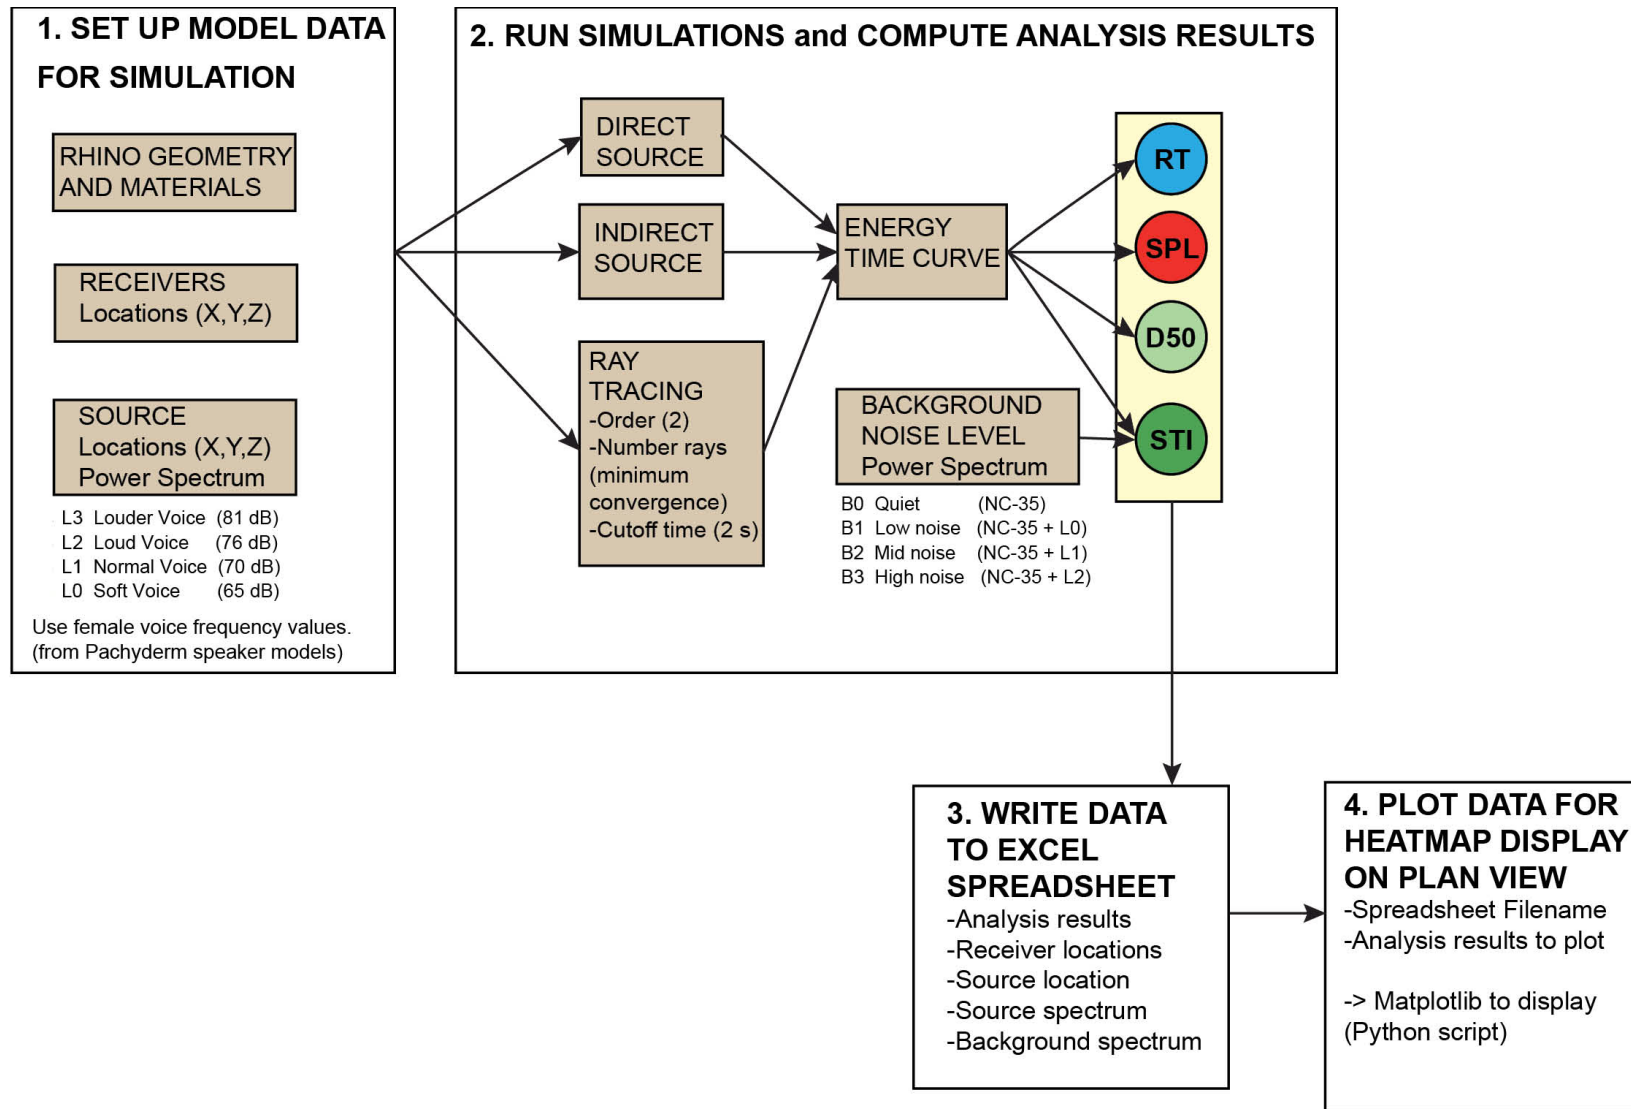 1. SET UP MODEL DATA
FOR SIMULATION
RHINO GEOMETRY
AND MATERIALS
RECEIVERS
Locations (X,Y,Z)
SOURCE
Locations (X,Y,Z)
Power Spectrum
L3 Louder Voice (81 dB)
L2 Loud Voice (76 dB)
L1 Normal Voice (70 dB)
L0 Soft Voice (65 dB)
Use female voice frequency values.
(from Pachyderm speaker models)
2. RUN SIMULATIONS and COMPUTE ANALYSIS RESULTS
DIRECT
SOURCE
INDIRECT
SOURCE
RAY
TRACING
-Order (2)
-Number rays
(minimum
convergence)
-Cutoff time (2 s)
ENERGY
TIME CURVE
BACKGROUND
NOISE LEVEL
Power Spectrum
B0 Quiet (NC-35)
B1 Low noise (NC-35 + L0)
B2 Mid noise (NC-35 + L1)
B3 High noise (NC-35 + L2)
RT
SPL
D50
STI
3. WRITE DATA
TO EXCEL
SPREADSHEET
-Analysis results
-Receiver locations
-Source location
-Source spectrum
-Background spectrum
4. PLOT DATA FOR
HEATMAP DISPLAY
ON PLAN VIEW
-Spreadsheet Filename
-Analysis results to plot
-> Matplotlib to display
(Python script)